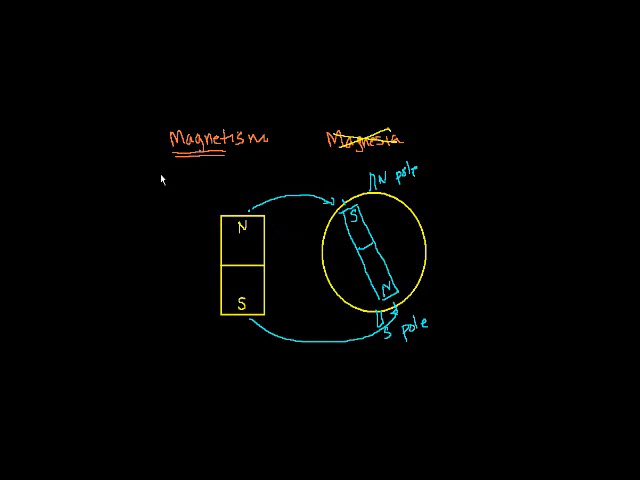 Magnetism
Magnesia
N pole
N
S
S
N
S pole